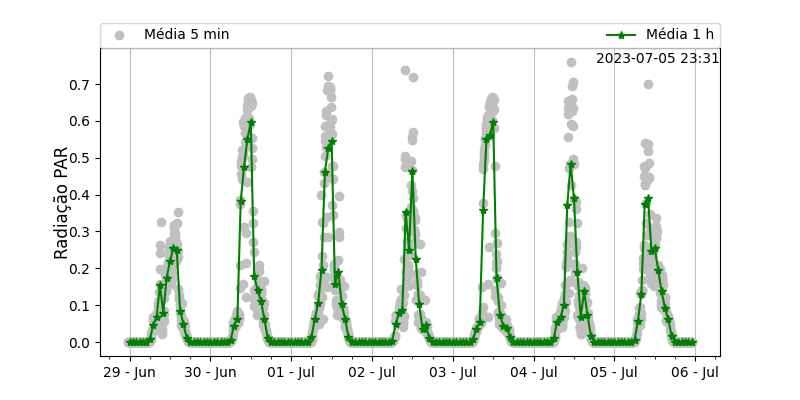 Média 5 min
Média 1 h
2023-07-05 23:31
Radiação PAR
0.7
0.6
0.5
0.4
0.3
0.2
0.1
0.0
29 - Jun 30 - Jun 01 - Jul 02 - Jul 03 - Jul 04 - Jul 05 - Jul 06 - Jul